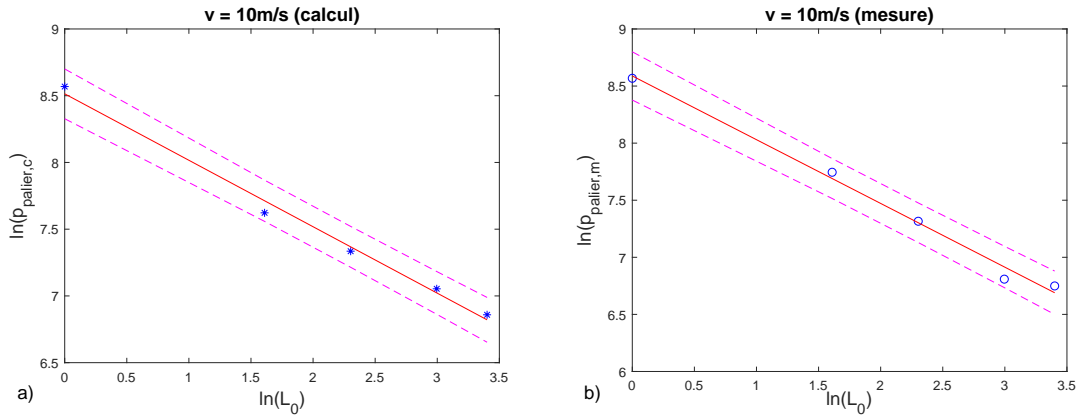 v = 10m/s (calcul)
9
8.5
8
7.5
7
6.5
ln(p_palier,c)
0 0.5 1 1.5 2 2.5 3 3.5
ln(L_0)
a)
v = 10m/s (mesure)
9
8.5
8
7.5
7
6.5
6
ln(p_palier,m)
0 0.5 1 1.5 2 2.5 3 3.5
ln(L_0)
b)